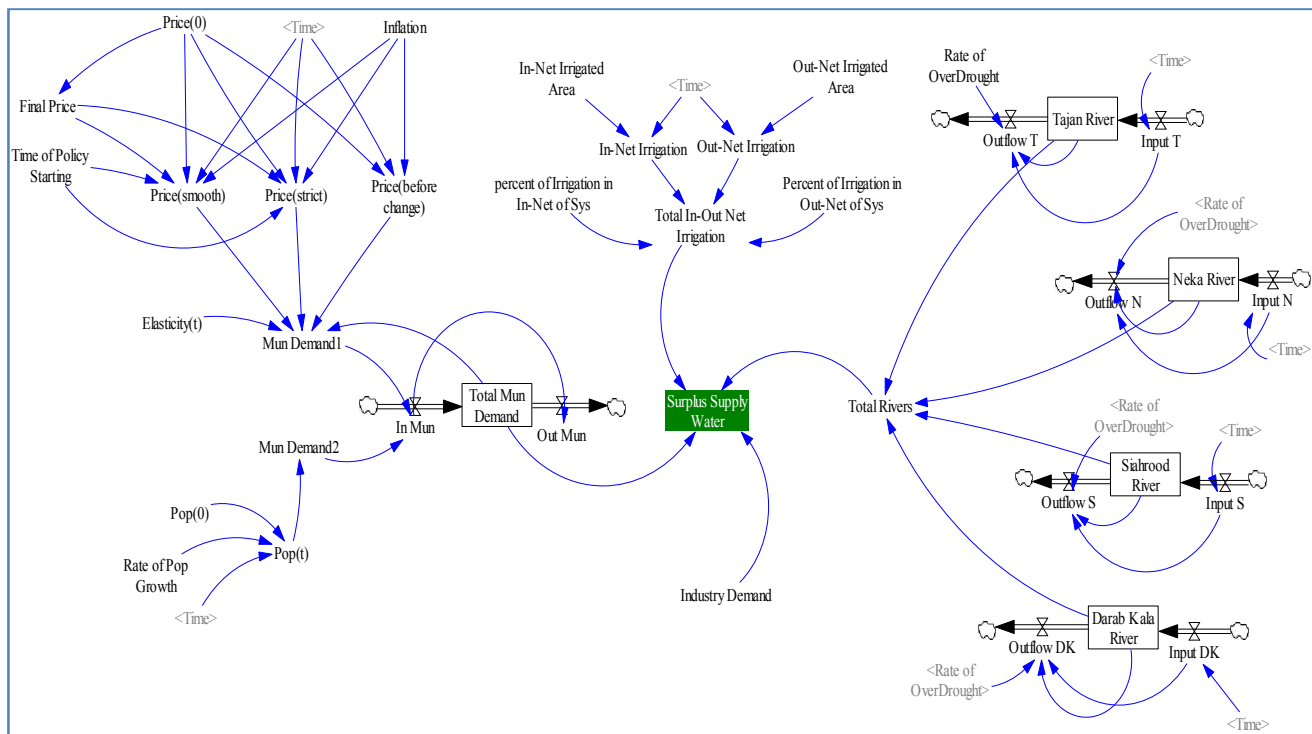 Price(0)
<Time>
Inflation
Final Price
Time of Policy
Starting
Price(smooth)
Price(strict)
Price(before
change)
Elasticity(t)
Mun Demand1
In Mun
Total Mun
Demand
Out Mun
Mun Demand2
Pop(0)
Rate of Pop
Growth
<Time>
Pop(t)
In-Net Irrigated
Area
<Time>
Out-Net Irrigated
Area
In-Net Irrigation
Out-Net Irrigation
percent of Irrigation in
In-Net of Sys
Total In-Out Net
Irrigation
Percent of Irrigation in
Out-Net of Sys
Surplus Supply
Water
Industry Demand
Total Rivers
Rate of
OverDrought
<Time>
Tajan River
Outflow T
Input T
<Rate of
OverDrought>
Neka River
Outflow N
Input N
<Time>
<Rate of
OverDrought>
<Time>
Siahrood
River
Outflow S
Input S
Darab Kala
River
Outflow DK
Input DK
<Rate of
OverDrought>
<Time>